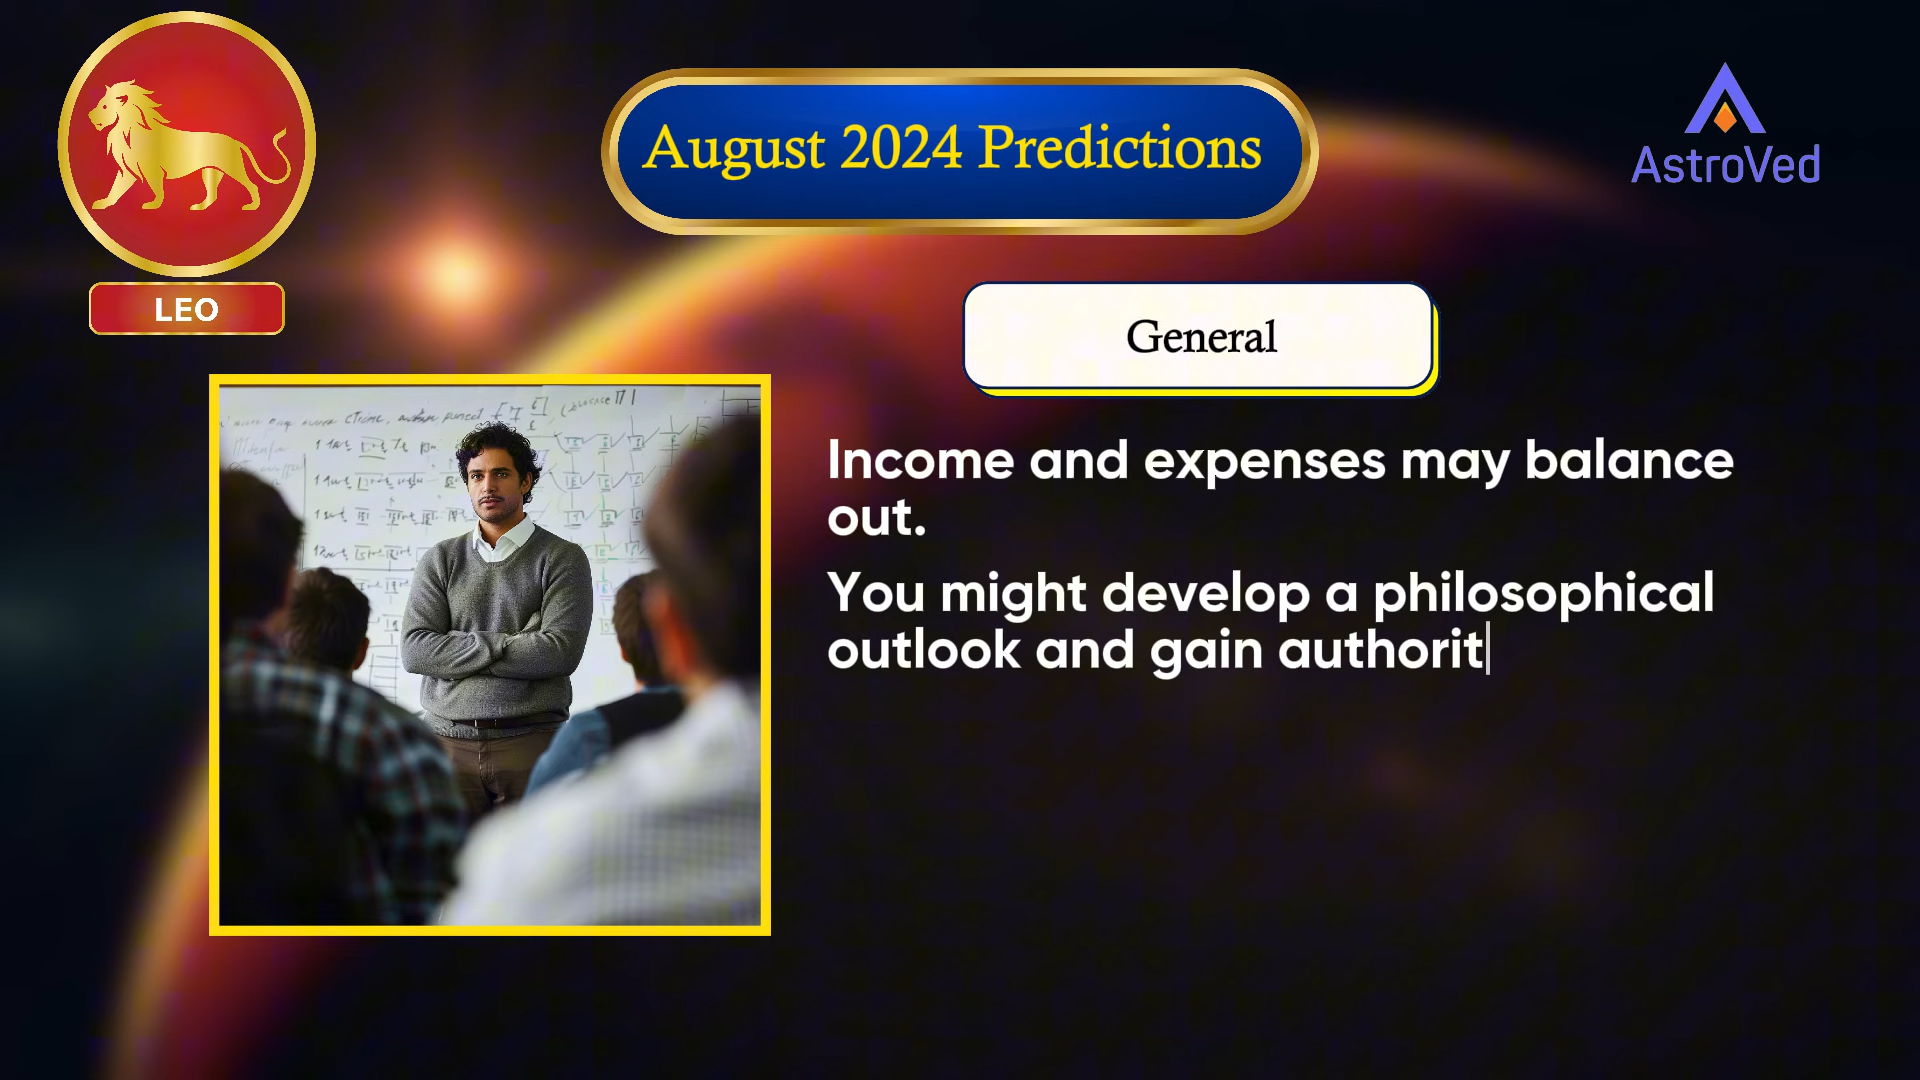 August 2024 Predictions
AstroVed
LEO
General
Income and expenses may balance
out.
You might develop a philosophical
outlook and gain authorit